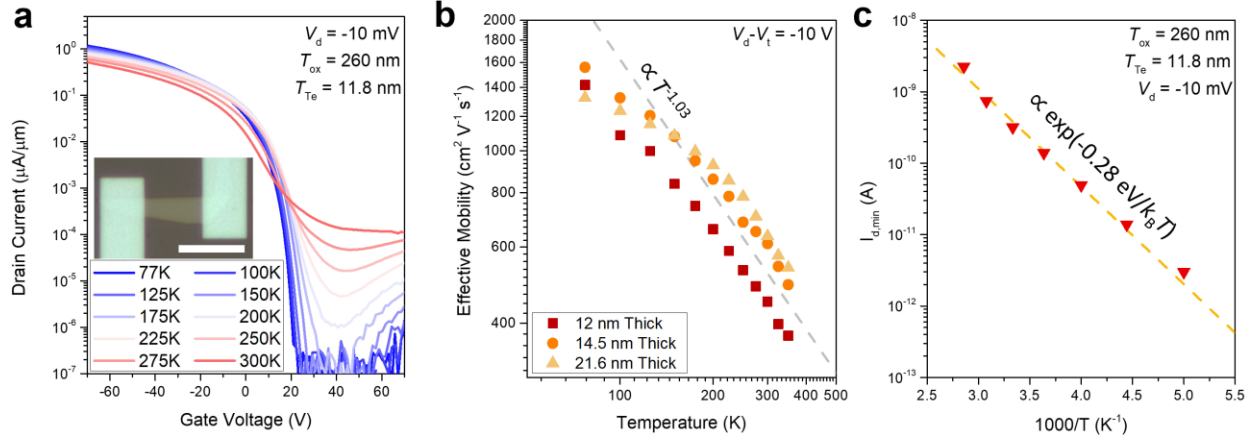 a
V_d = -10 mV
T_ox = 260 nm
T_Te = 11.8 nm
Drain Current (μA/μm)
10^0
10^-1
10^-2
10^-3
10^-4
10^-5
10^-6
10^-7
77K 100K
125K 150K
175K 200K
225K 250K
275K 300K
-60 -40 -20 0 20 40 60
Gate Voltage (V)
b
V_d-V_t = -10 V
Effective Mobility (cm² V⁻¹ s⁻¹)
2000
1800
1600
1400
1200
1000
800
600
400
∝ T^-1.03
12 nm Thick
14.5 nm Thick
21.6 nm Thick
100 200 300 400 500
Temperature (K)
c
T_ox = 260 nm
T_Te = 11.8 nm
V_d = -10 mV
I_d,min (A)
10^-8
10^-9
10^-10
10^-11
10^-12
10^-13
∝ exp(-0.28 eV/k_B T)
2.5 3.0 3.5 4.0 4.5 5.0 5.5
1000/T (K⁻¹)